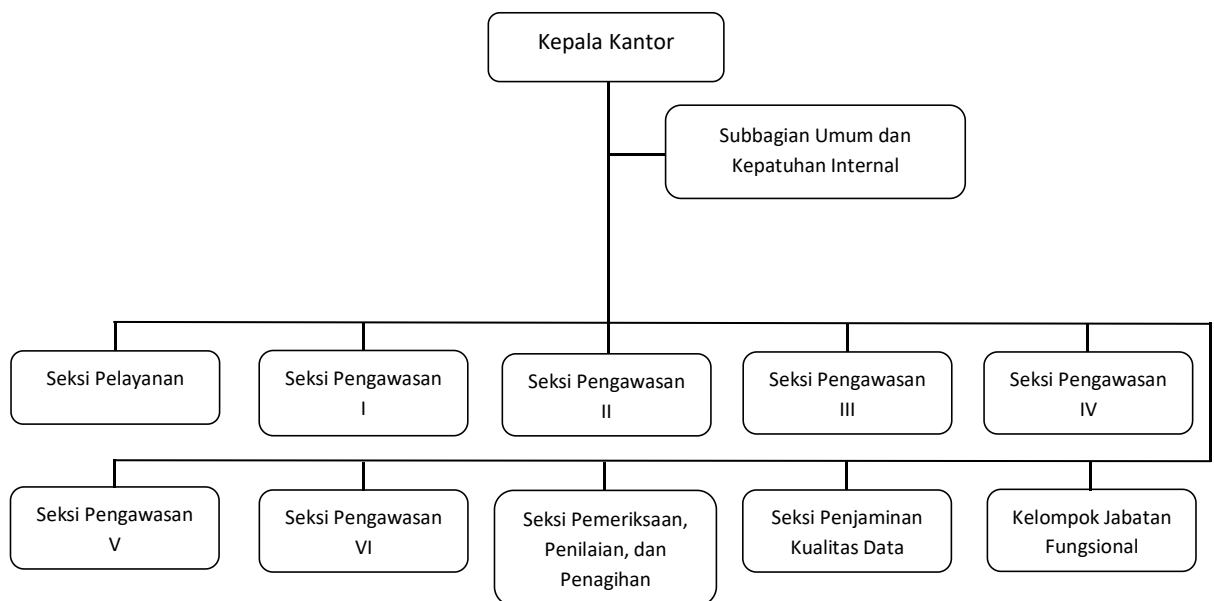 Kepala Kantor
Subbagian Umum dan
Kepatuhan Internal
Seksi Pelayanan
Seksi Pengawasan
I
Seksi Pengawasan
II
Seksi Pengawasan
III
Seksi Pengawasan
IV
Seksi Pengawasan
V
Seksi Pengawasan
VI
Seksi Pemeriksaan,
Penilaian, dan
Penagihan
Seksi Penjaminan
Kualitas Data
Kelompok Jabatan
Fungsional